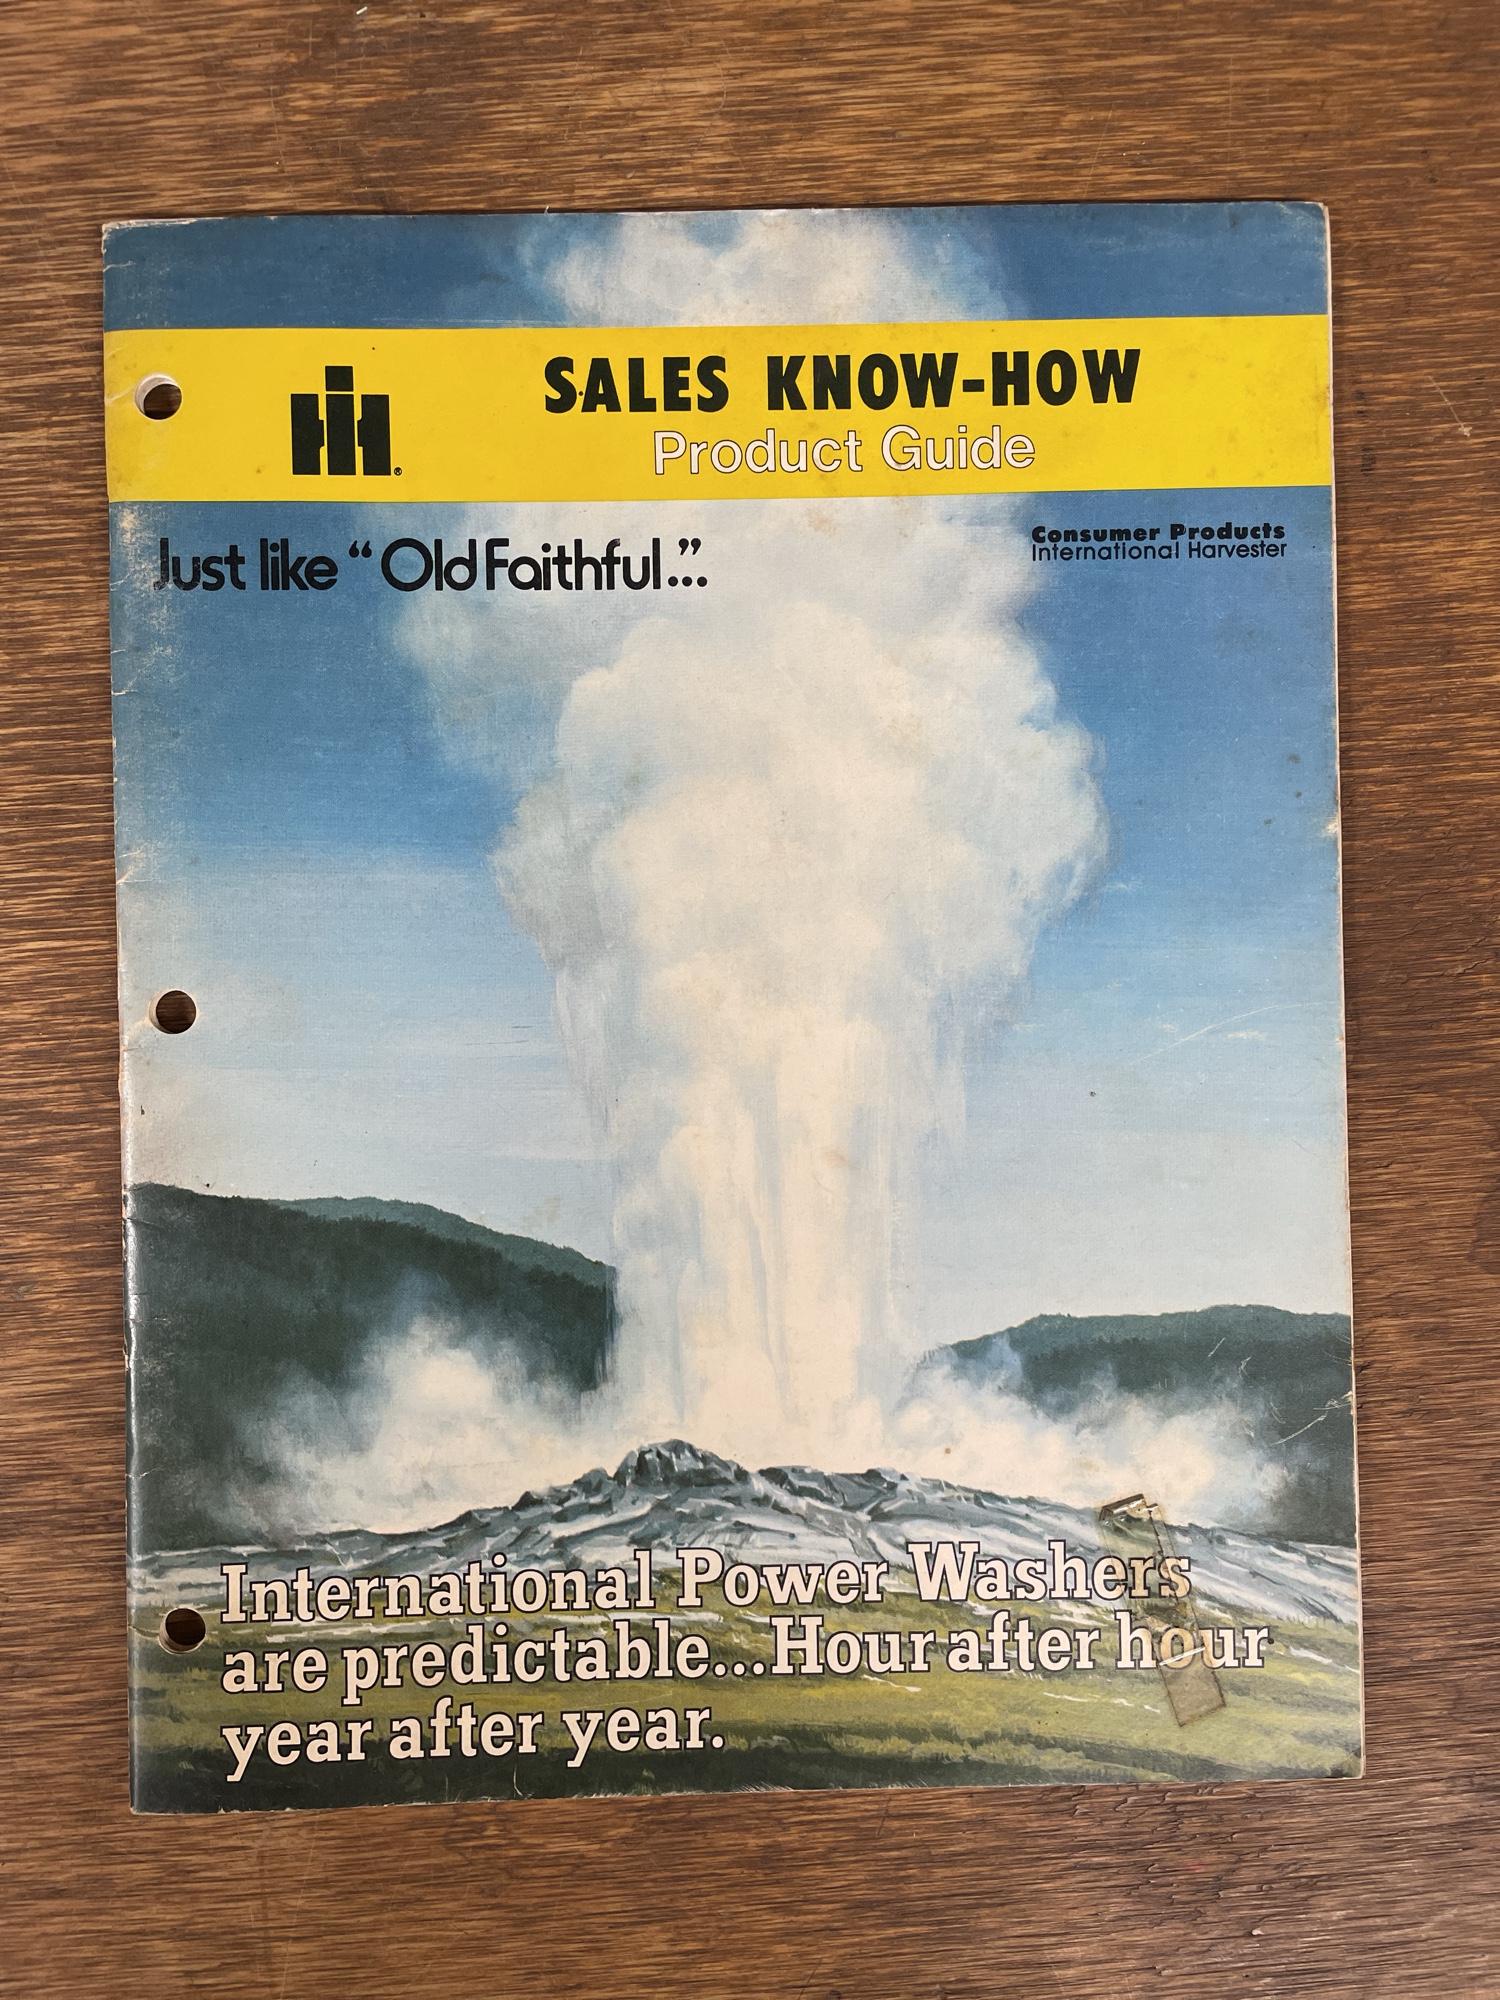 IH®
SALES KNOW-HOW
Product Guide
Just like “Old Faithful...”
Consumer Products
International Harvester
International Power Washers
are predictable...Hour after hour
year after year.